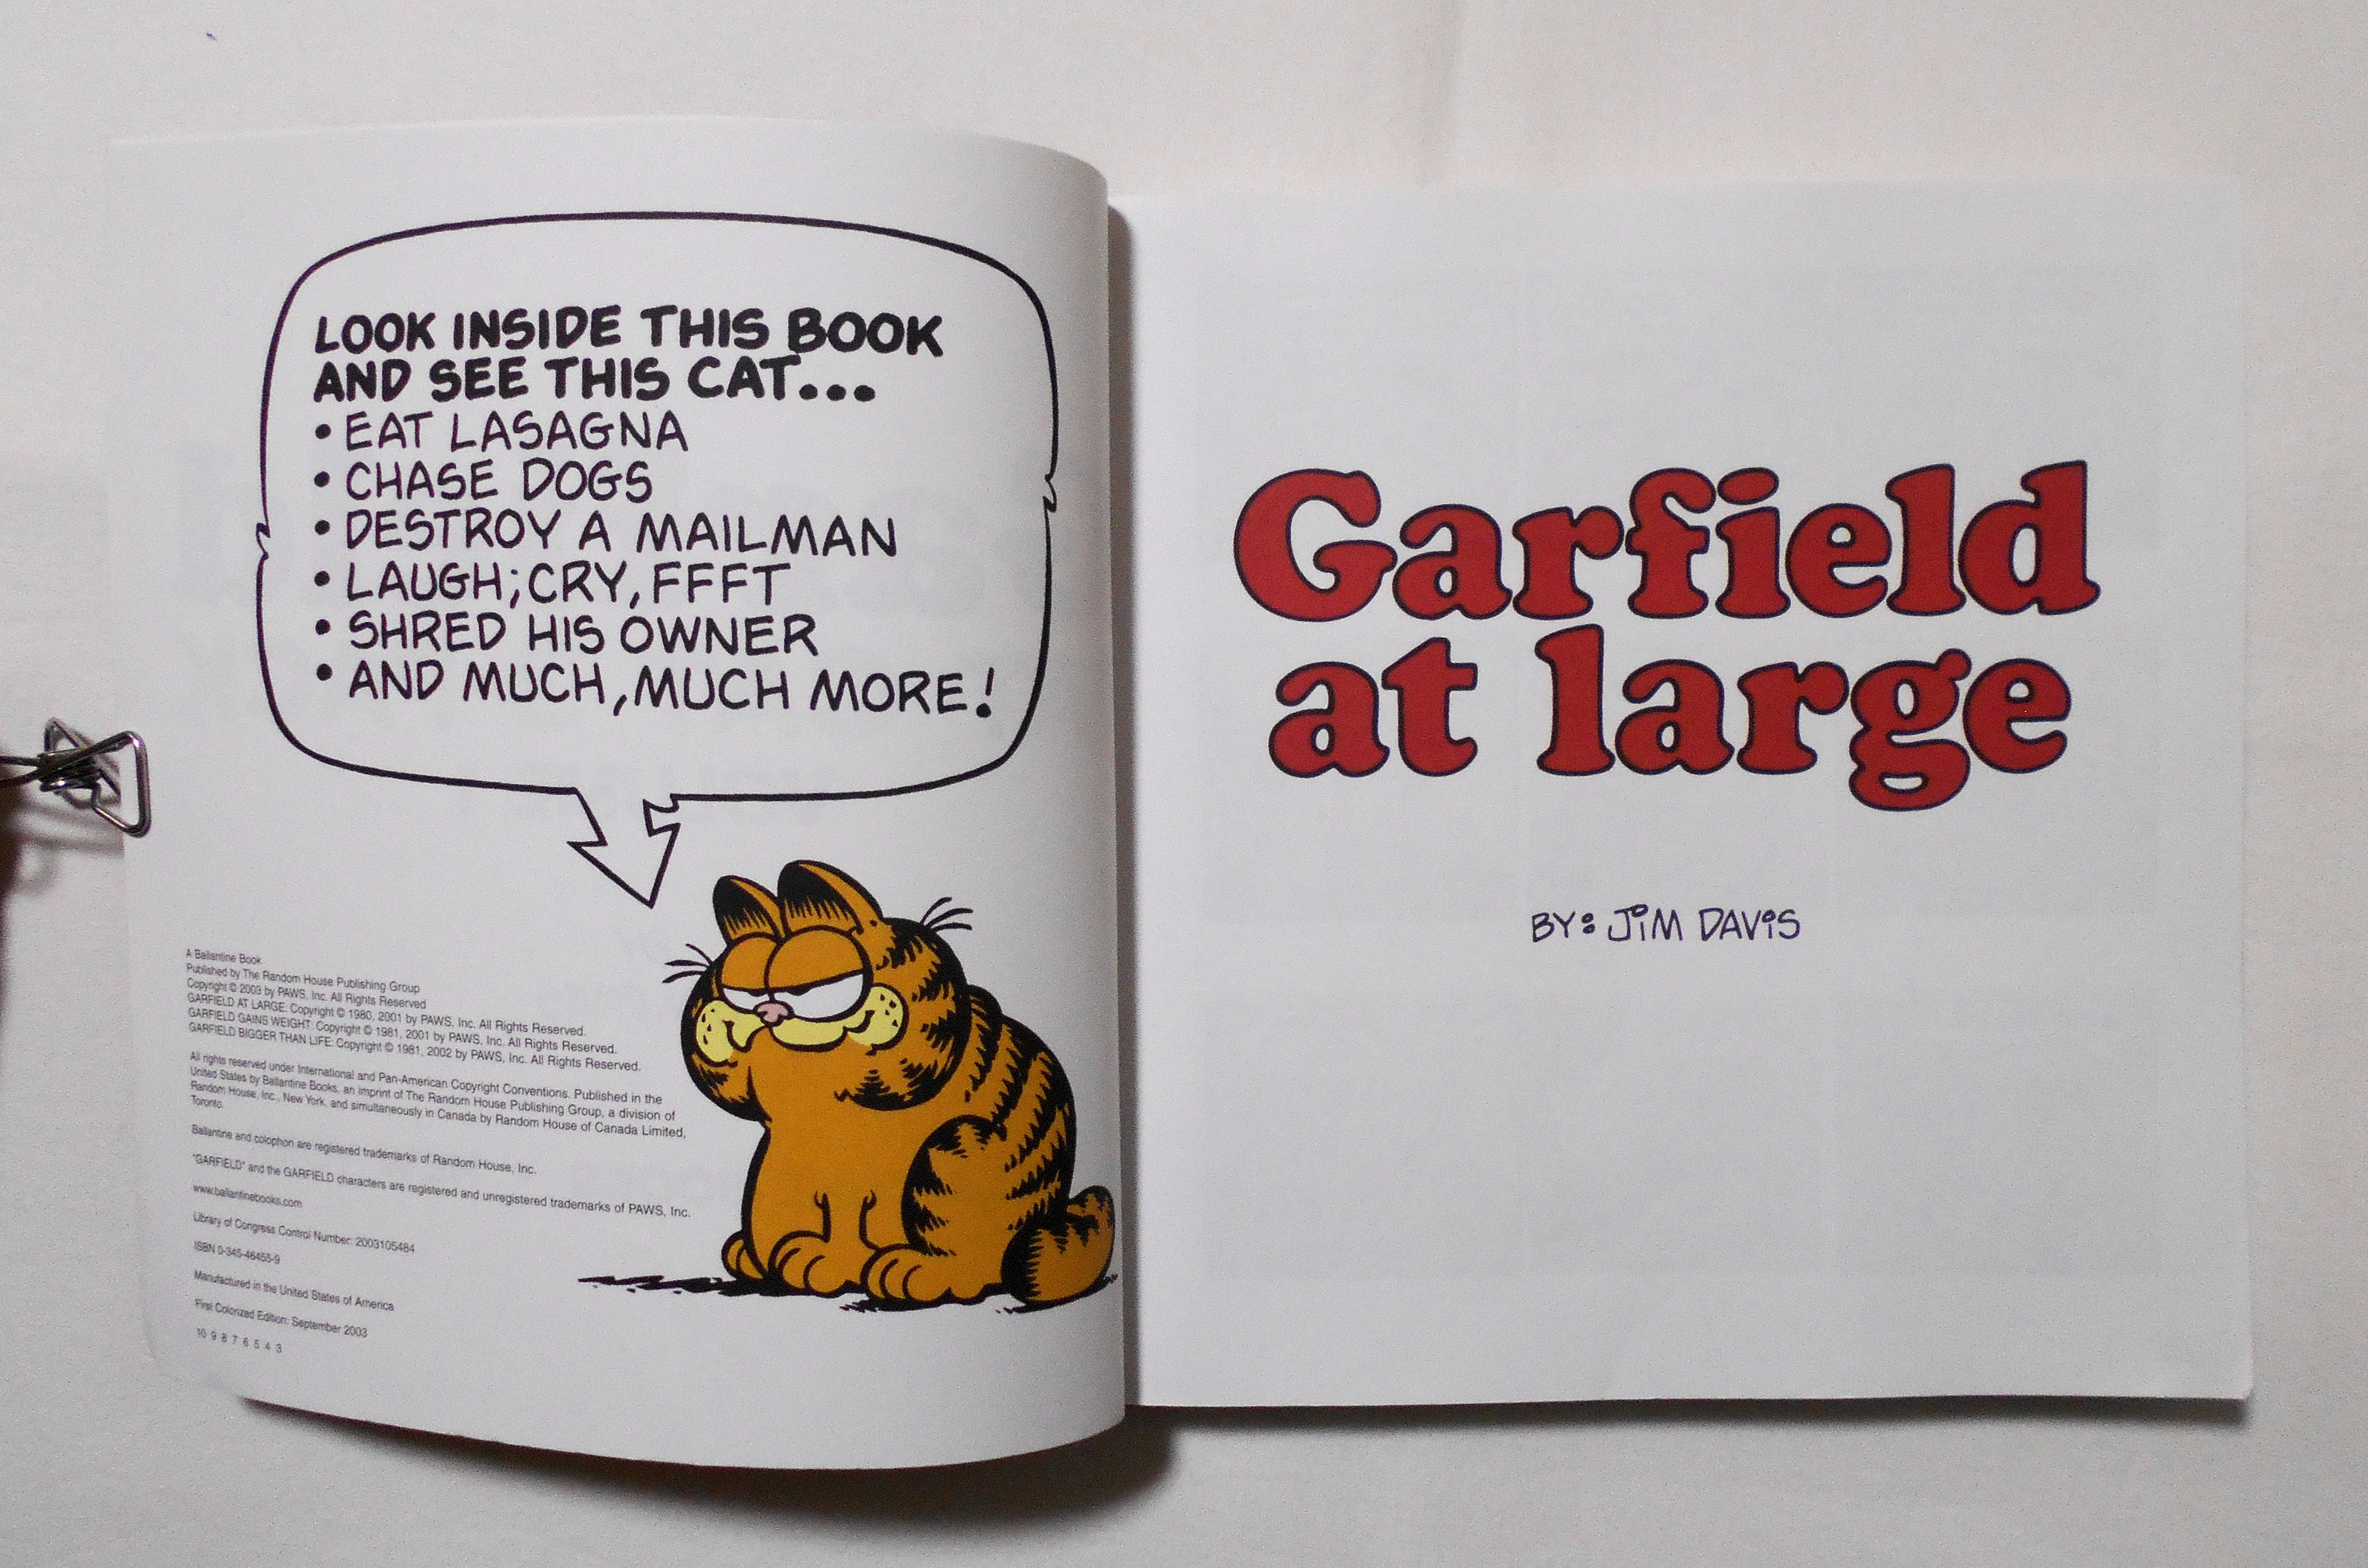 LOOK INSIDE THIS BOOK
AND SEE THIS CAT...
• EAT LASAGNA
• CHASE DOGS
• DESTROY A MAILMAN
• LAUGH; CRY, FFFT
• SHRED HIS OWNER
• AND MUCH, MUCH MORE!
A Ballantine Book
Published by The Random House Publishing Group
Copyright © 2003 by PAWS, Inc. All Rights Reserved
GARFIELD AT LARGE: Copyright © 1980, 2001 by PAWS, Inc. All Rights Reserved.
GARFIELD GAINS WEIGHT: Copyright © 1981, 2001 by PAWS, Inc. All Rights Reserved.
GARFIELD BIGGER THAN LIFE: Copyright © 1981, 2002 by PAWS, Inc. All Rights Reserved.
All rights reserved under International and Pan-American Copyright Conventions. Published in the
United States by Ballantine Books, an imprint of The Random House Publishing Group, a division of
Random House, Inc., New York, and simultaneously in Canada by Random House of Canada Limited,
Toronto.
Ballantine and colophon are registered trademarks of Random House, Inc.
"GARFIELD" and the GARFIELD characters are registered and unregistered trademarks of PAWS, Inc.
www.ballantinebooks.com
Library of Congress Control Number: 2003105484
ISBN 0-345-46455-9
Manufactured in the United States of America
First Colorized Edition: September 2003
10 9 8 7 6 5 4 3
Garfield
at large
BY: JiM DAViS